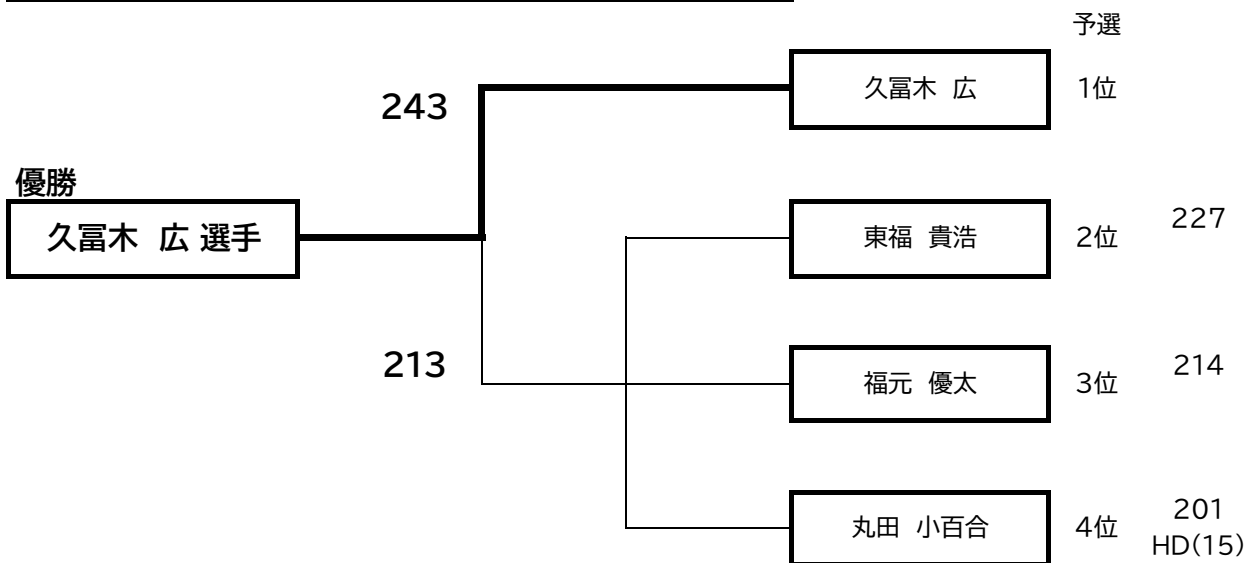 予選
久冨木 広 1位
243
優勝
久冨木 広 選手
東福 貴浩 2位 227
213
福元 優太 3位 214
丸田 小百合 4位 201
HD(15)